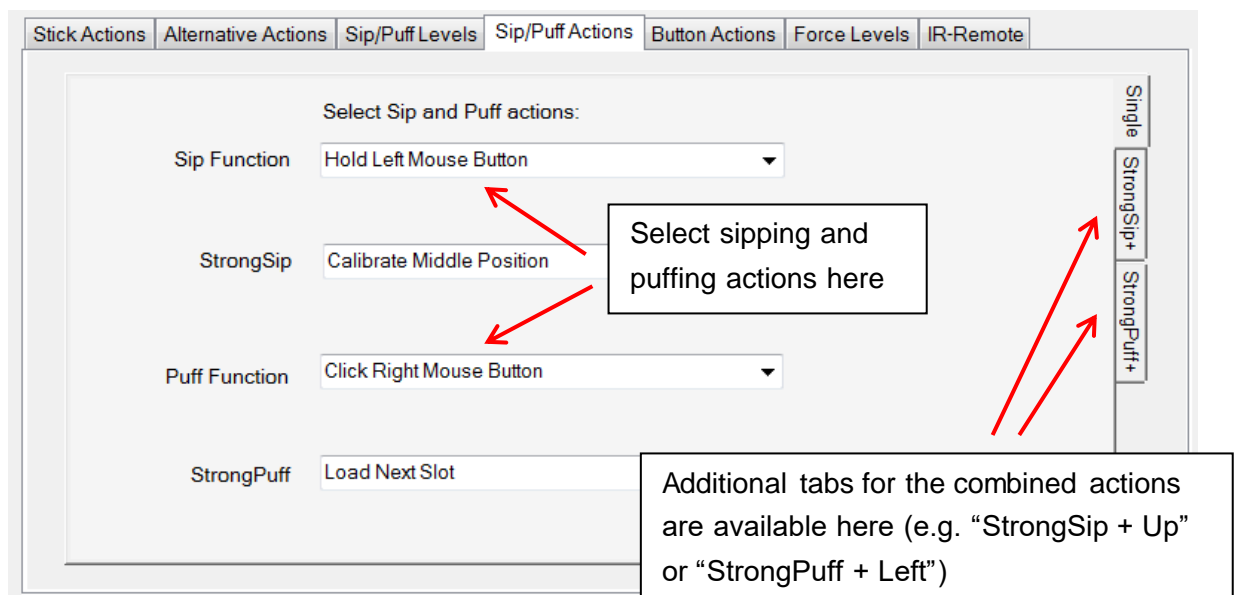 Stick Actions Alternative Actions Sip/Puff Levels Sip/Puff Actions Button Actions Force Levels IR-Remote
Select Sip and Puff actions:
Sip Function Hold Left Mouse Button
StrongSip Calibrate Middle Position
Puff Function Click Right Mouse Button
StrongPuff Load Next Slot
Single
StrongSip+
StrongPuff+
Select sipping and
puffing actions here
Additional tabs for the combined actions
are available here (e.g. “StrongSip + Up”
or “StrongPuff + Left”)